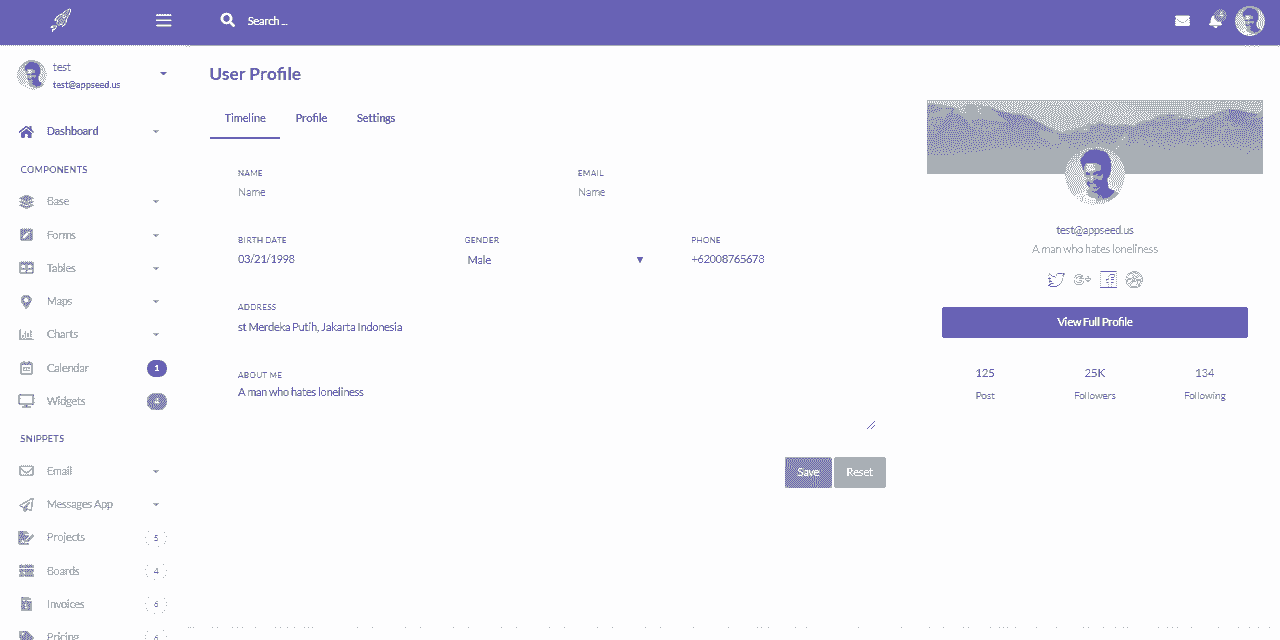 Search ...
4
test
test@appseed.us
Dashboard
COMPONENTS
Base
Forms
Tables
Maps
Charts
Calendar 1
Widgets 4
SNIPPETS
Email
Messages App
Projects 5
Boards 4
Invoices 6
Pricing 6
User Profile
Timeline Profile Settings
NAME EMAIL
Name Name
BIRTH DATE GENDER PHONE
03/21/1998 Male +62008765678
ADDRESS
st Merdeka Putih, Jakarta Indonesia
ABOUT ME
A man who hates loneliness
Save Reset
test@appseed.us
A man who hates loneliness
View Full Profile
125 25K 134
Post Followers Following